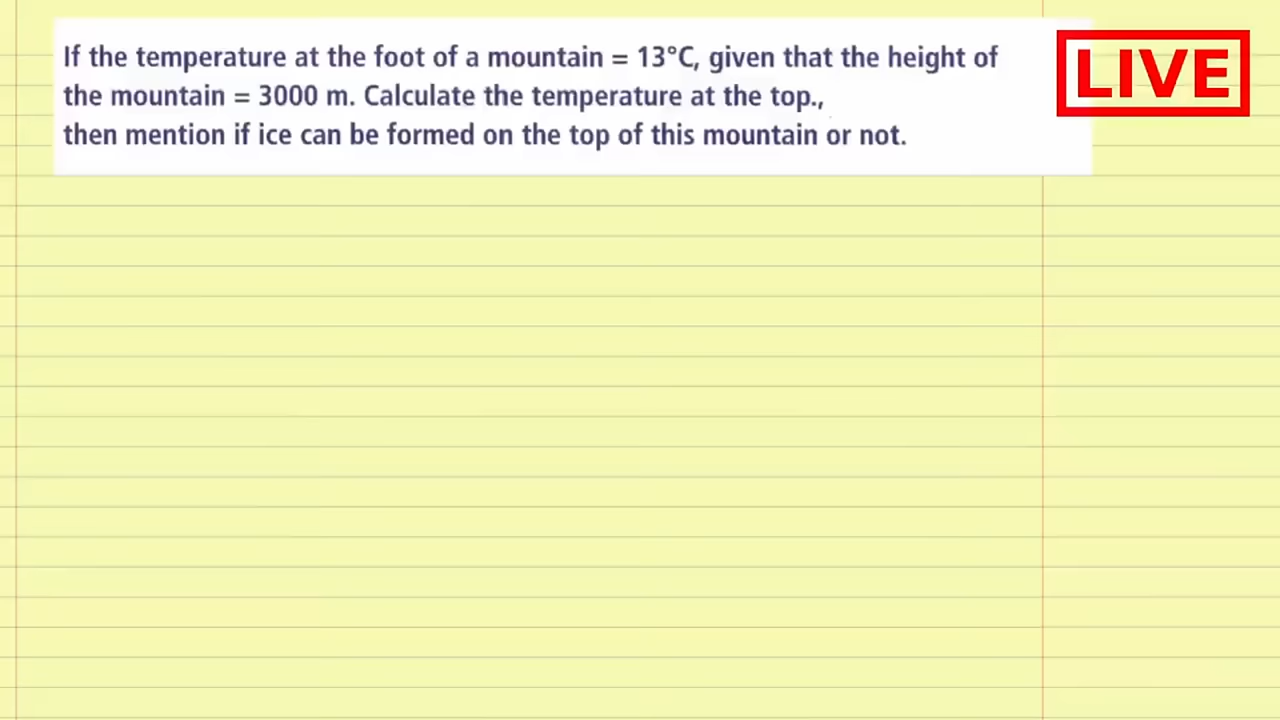 If the temperature at the foot of a mountain = 13°C, given that the height of
the mountain = 3000 m. Calculate the temperature at the top.,
then mention if ice can be formed on the top of this mountain or not.
LIVE